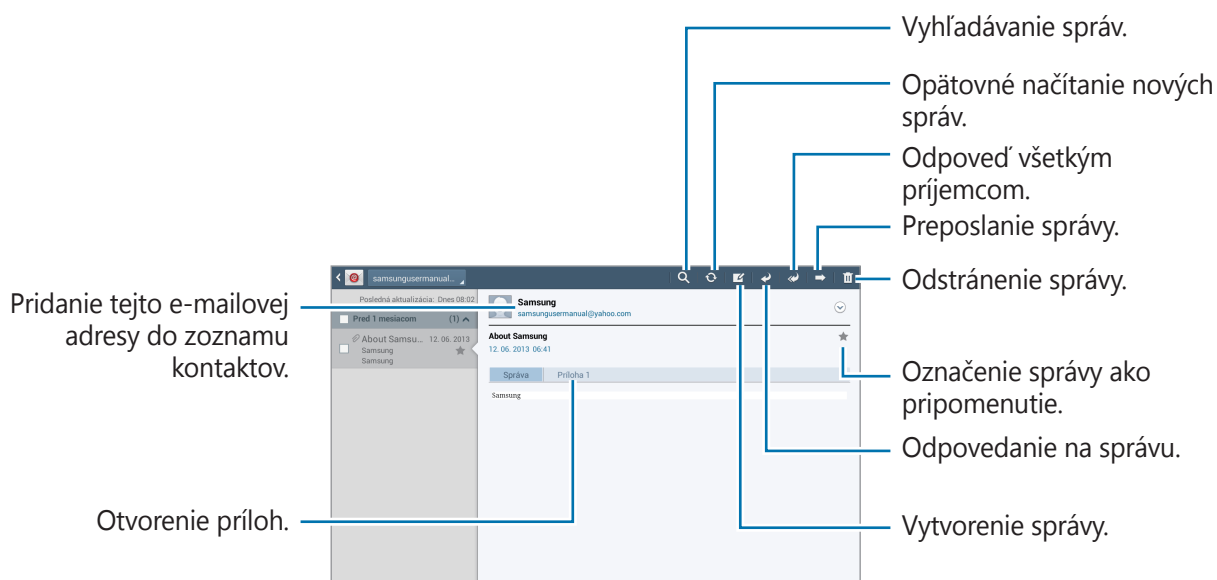 Vyhľadávanie správ.
Opätovné načítanie nových
správ.
Odpoveď všetkým
príjemcom.
Preposlanie správy.
Odstránenie správy.
Pridanie tejto e-mailovej
adresy do zoznamu
kontaktov.
samsungusermanual...
Posledná aktualizácia: Dnes 08:02
Pred 1 mesiacom (1)
About Samsu... 12. 06. 2013
Samsung
Samsung
Samsung
samsungusermanual@yahoo.com
About Samsung
12. 06. 2013 06:41
Správa Príloha 1
Samsung
Označenie správy ako
pripomenutie.
Odpovedanie na správu.
Otvorenie príloh.
Vytvorenie správy.